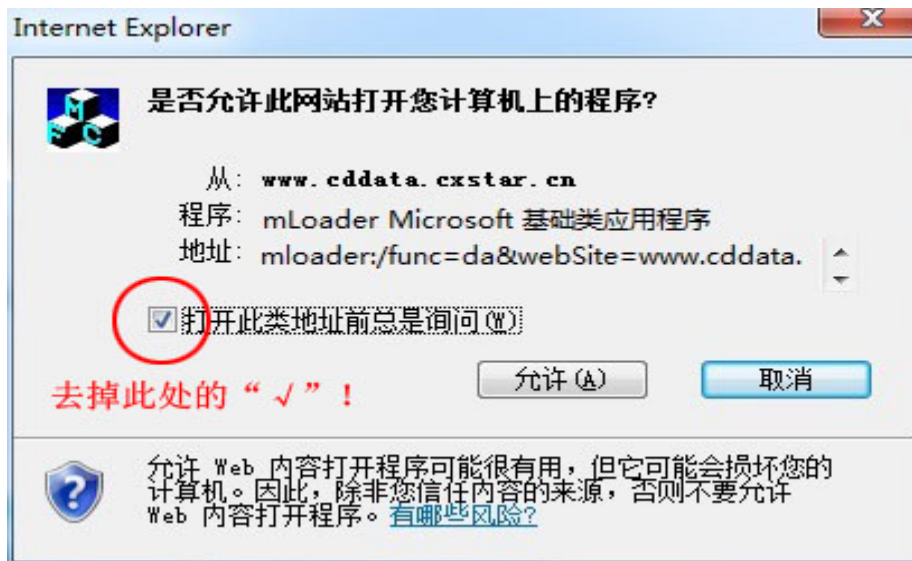 Internet Explorer
MFC
是否允许此网站打开您计算机上的程序?
从: www.cddata.cxstar.cn
程序: mLoader Microsoft 基础类应用程序
地址: mloader:/func=da&webSite=www.cddata.
打开此类地址前总是询问(W)
去掉此处的“√”!
允许(A) 取消
允许 Web 内容打开程序可能很有用，但它可能会损坏您的
计算机。因此，除非您信任内容的来源，否则不要允许
Web 内容打开程序。有哪些风险?